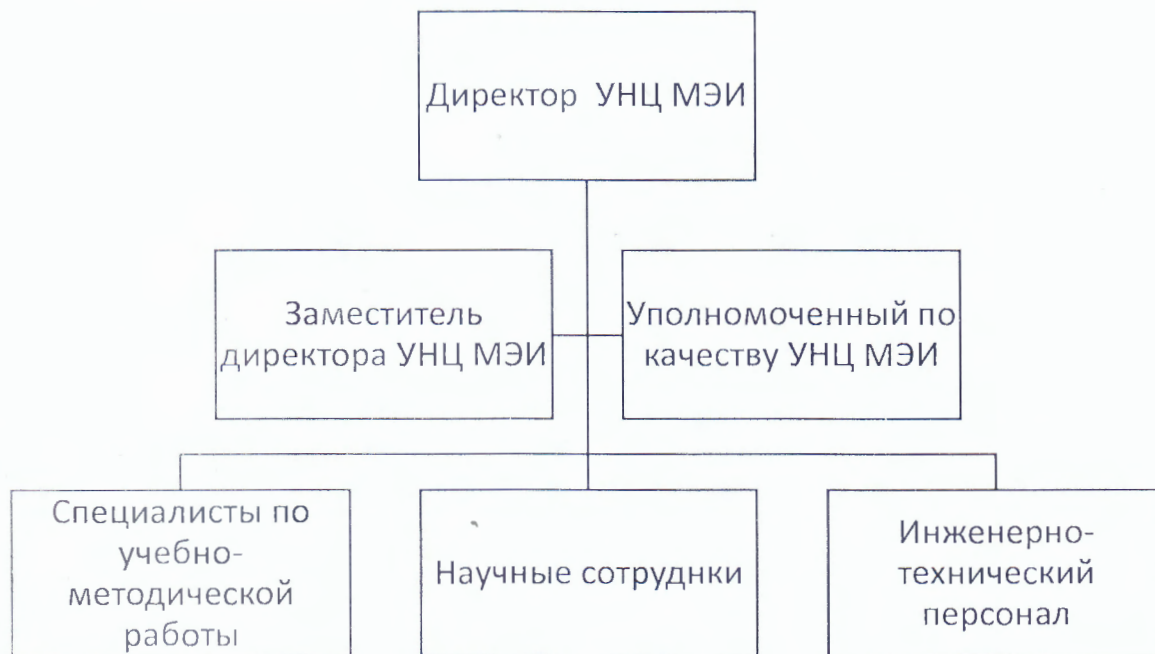 Директор УНЦ МЭИ
Заместитель
директора УНЦ МЭИ
Уполномоченный по
качеству УНЦ МЭИ
Специалисты по
учебно-
методической
работы
Научные сотруднки
Инженерно-
технический
персонал